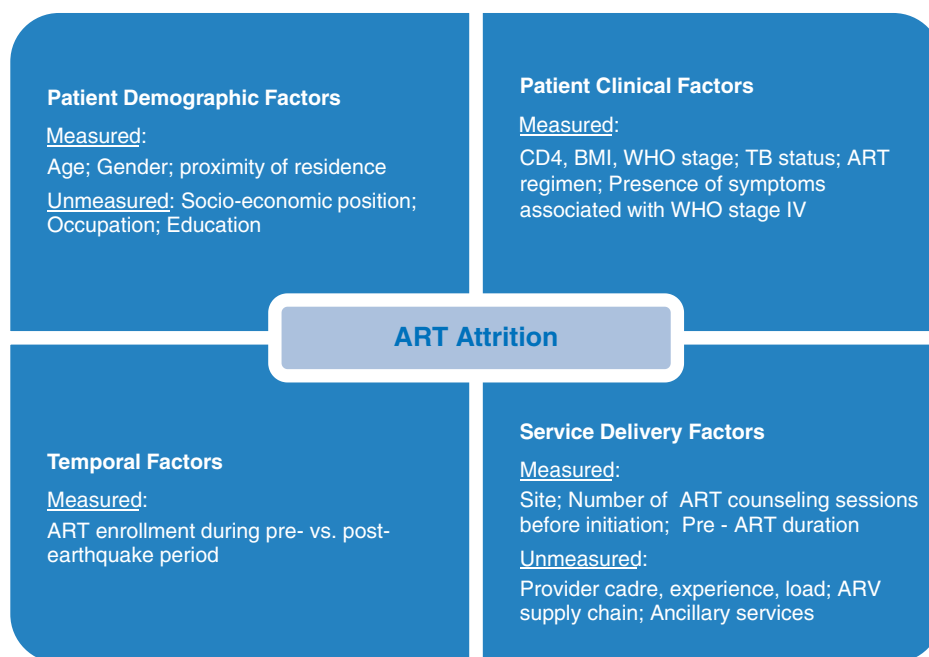 Patient Demographic Factors
Measured:
Age; Gender; proximity of residence
Unmeasured: Socio-economic position;
Occupation; Education
Patient Clinical Factors
Measured:
CD4, BMI, WHO stage; TB status; ART
regimen; Presence of symptoms
associated with WHO stage IV
ART Attrition
Temporal Factors
Measured:
ART enrollment during pre- vs. post-
earthquake period
Service Delivery Factors
Measured:
Site; Number of ART counseling sessions
before initiation; Pre - ART duration
Unmeasured:
Provider cadre, experience, load; ARV
supply chain; Ancillary services